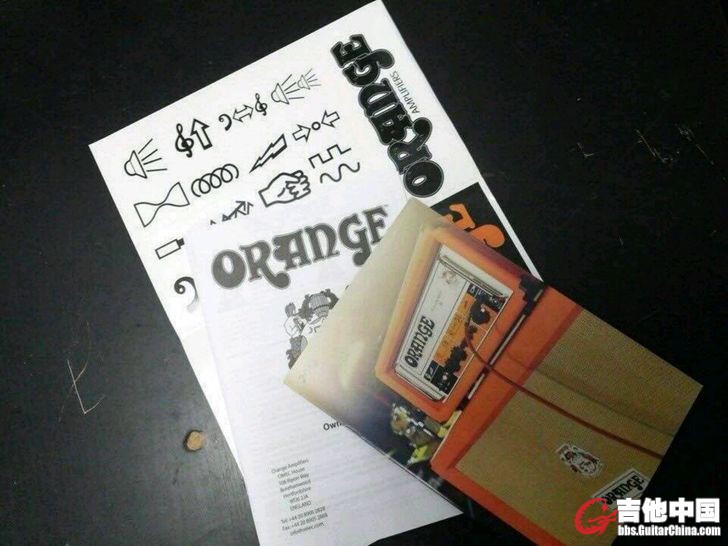 ORANGE
AMPLIFIERS
ORANGE
Orange Amplifiers
OMEC House
108 Ripon Way
Borehamwood
Hertfordshire
WD6 2JA
ENGLAND
ORANGE
ORANGE
吉他中国
bbs.GuitarChina.com